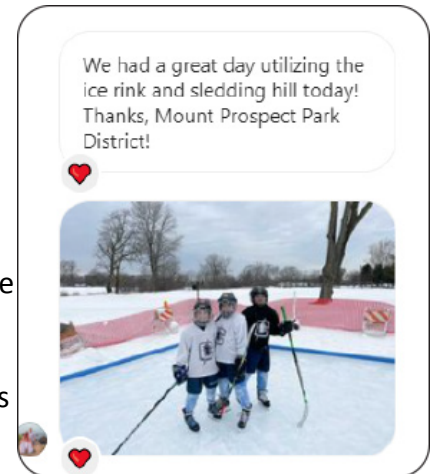 We had a great day utilizing the
ice rink and sledding hill today!
Thanks, Mount Prospect Park
District!
e
s